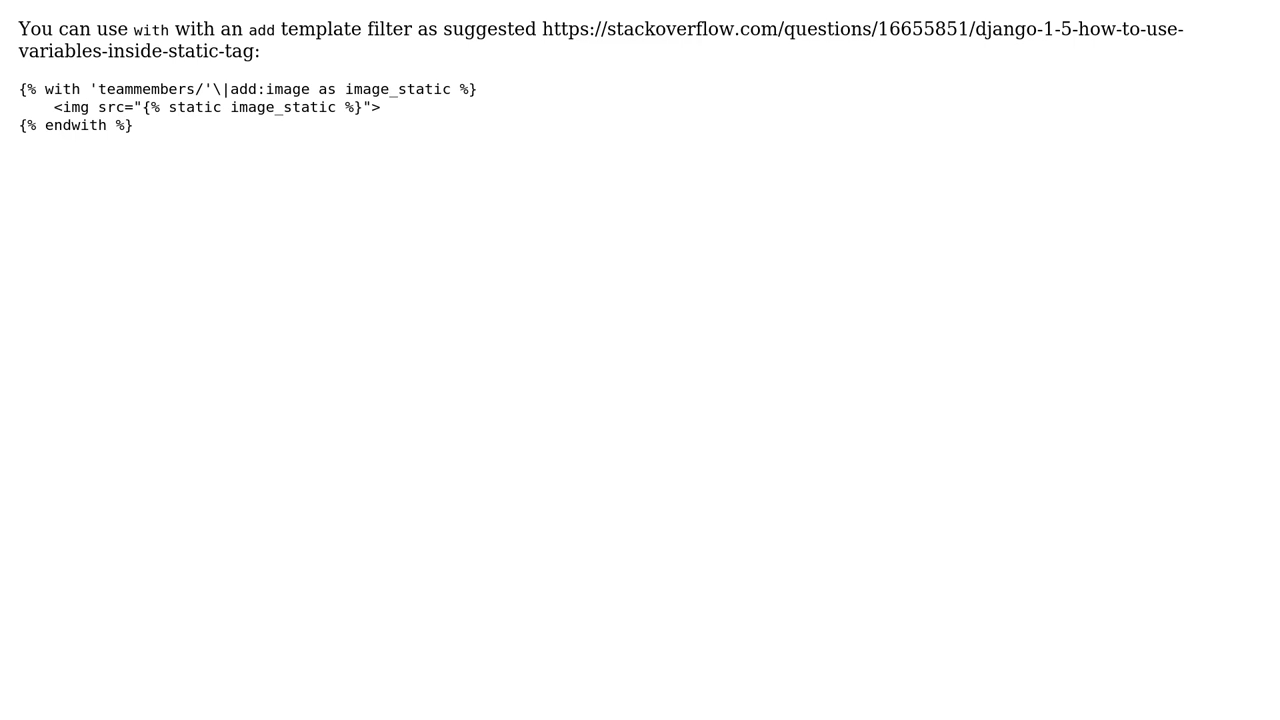 You can use with with an add template filter as suggested https://stackoverflow.com/questions/16655851/django-1-5-how-to-use-
variables-inside-static-tag:
{% with 'teammembers/'\|add:image as image_static %}
    <img src="{% static image_static %}">
{% endwith %}